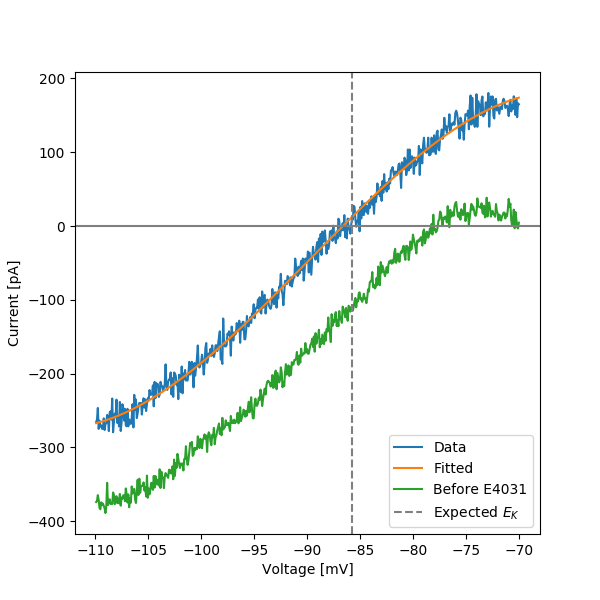 200
100
0
−100
−200
−300
−400
Current [pA]
Data
Fitted
Before E4031
Expected $E_K$
−110 −105 −100 −95 −90 −85 −80 −75 −70
Voltage [mV]